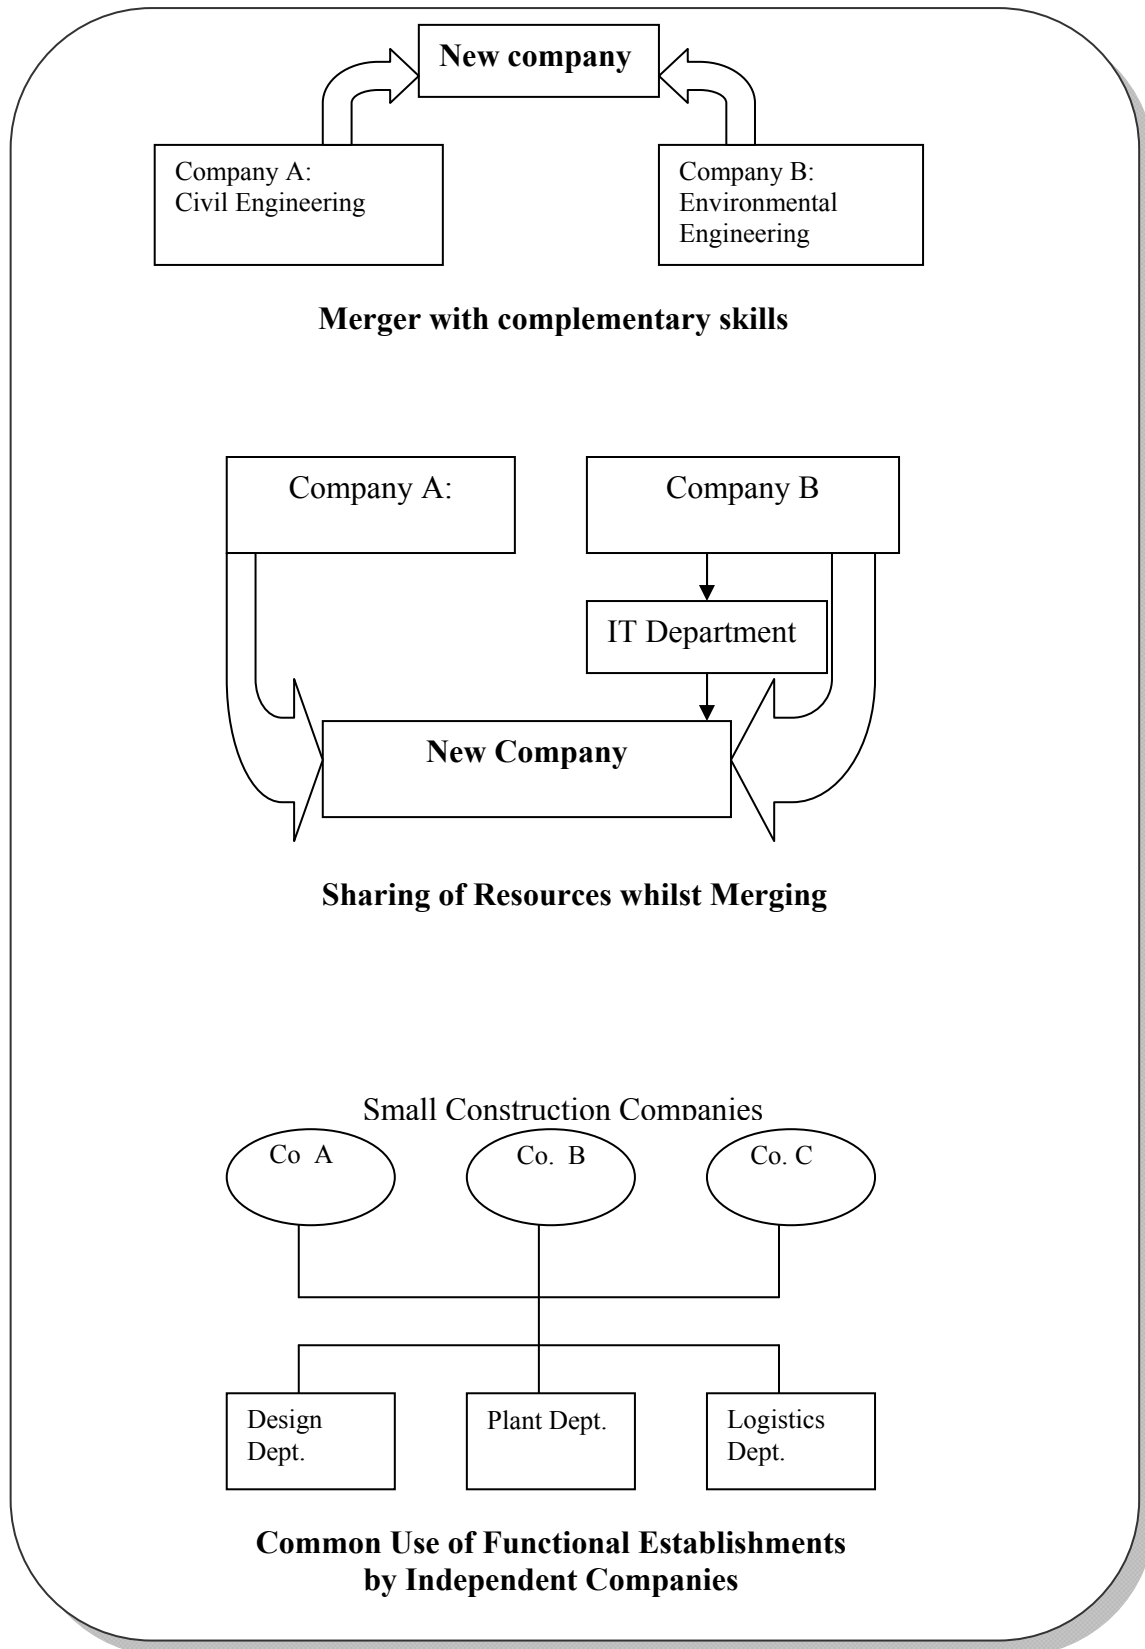 New company
Company A:
Civil Engineering
Company B:
Environmental
Engineering
Merger with complementary skills
Company A:
Company B
IT Department
New Company
Sharing of Resources whilst Merging
Small Construction Companies
Co A
Co. B
Co. C
Design
Dept.
Plant Dept.
Logistics
Dept.
Common Use of Functional Establishments
by Independent Companies